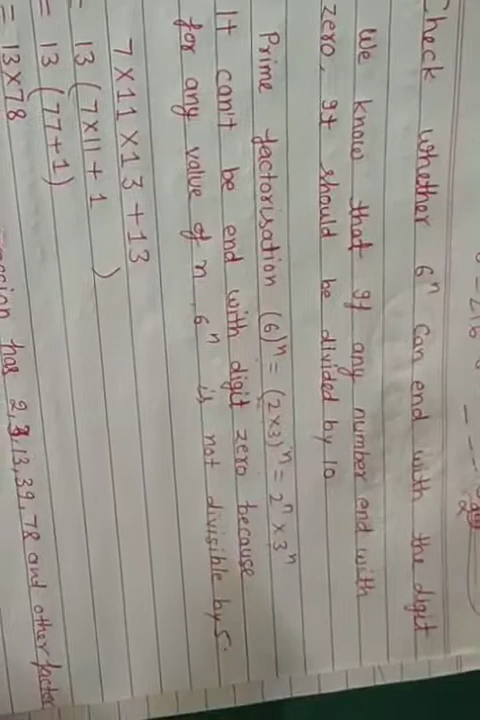 Check whether 6ⁿ can end with the digit
We know that gf any number end with
zero, gt should be divided by 10
Prime factorisation (6)ⁿ = (2×3)ⁿ = 2ⁿ × 3ⁿ
It can't be end with digit zero because
for any value of n 6ⁿ is not divisible by 5.
7×11×13+13
= 13 (7×11+1)
= 13 (77+1)
= 13×78
has 2,3,13,39,78 and other factor